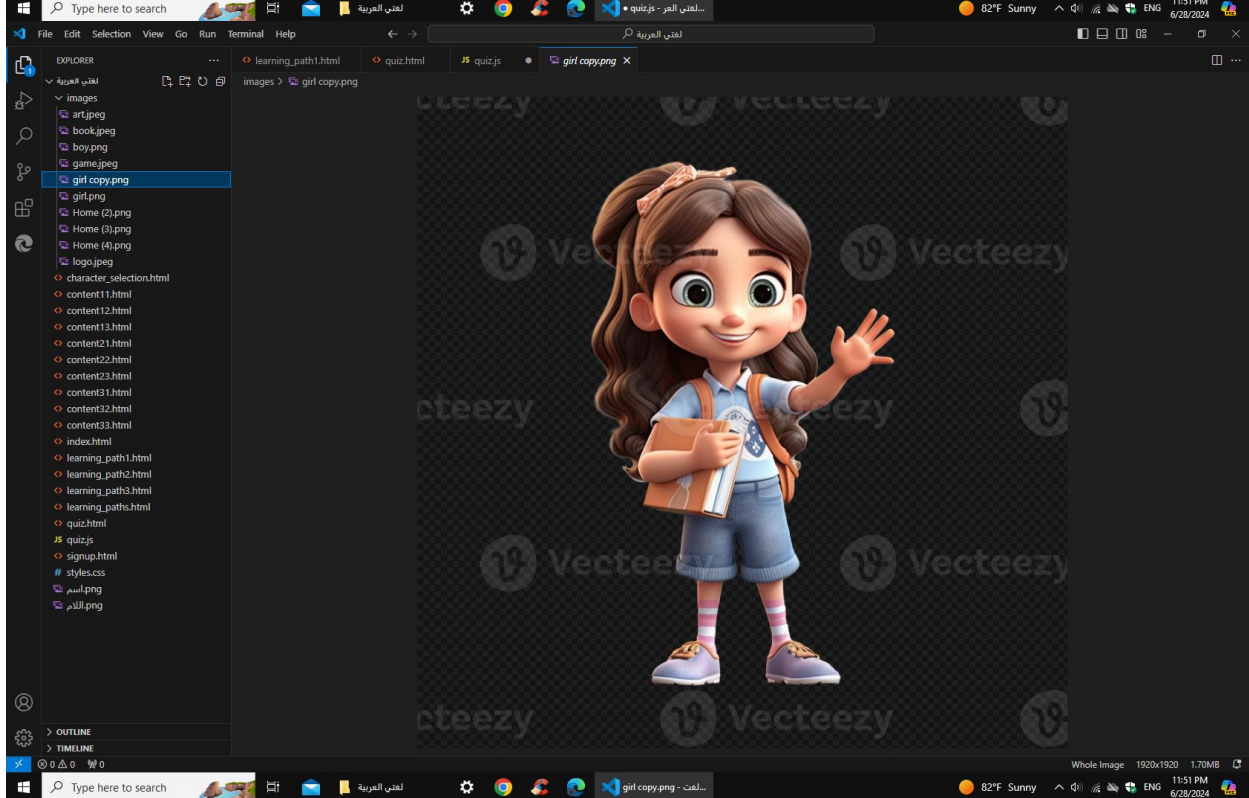 Type here to search
لغتي العربية
● quiz.js - لغتي العر...
82°F Sunny
ENG
11:51 PM
6/28/2024
File Edit Selection View Go Run Terminal Help
لغتي العربية
EXPLORER
learning_path1.html
quiz.html
JS quiz.js
girl copy.png
لغتي العربية
images > girl copy.png
images
art.jpeg
book.jpeg
boy.png
game.jpeg
girl copy.png
girl.png
Home (2).png
Home (3).png
Home (4).png
logo.jpeg
character_selection.html
content11.html
content12.html
content13.html
content21.html
content22.html
content23.html
content31.html
content32.html
content33.html
index.html
learning_path1.html
learning_path2.html
learning_path3.html
learning_paths.html
quiz.html
JS quiz.js
signup.html
# styles.css
اسم.png
اللام.png
cteezy Vecteezy
Vecteezy Vecteezy
cteezy Vecteezy
Vecteezy Vecteezy
cteezy Vecteezy
OUTLINE
TIMELINE
0 0 0
Whole Image 1920x1920 1.70MB
Type here to search
لغتي العربية
girl copy.png - لغت...
82°F Sunny
ENG
11:51 PM
6/28/2024